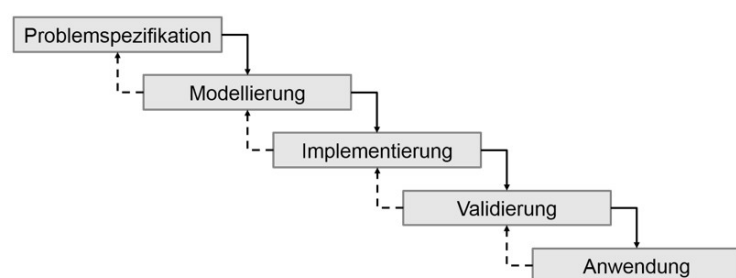 Problemspezifikation
Modellierung
Implementierung
Validierung
Anwendung